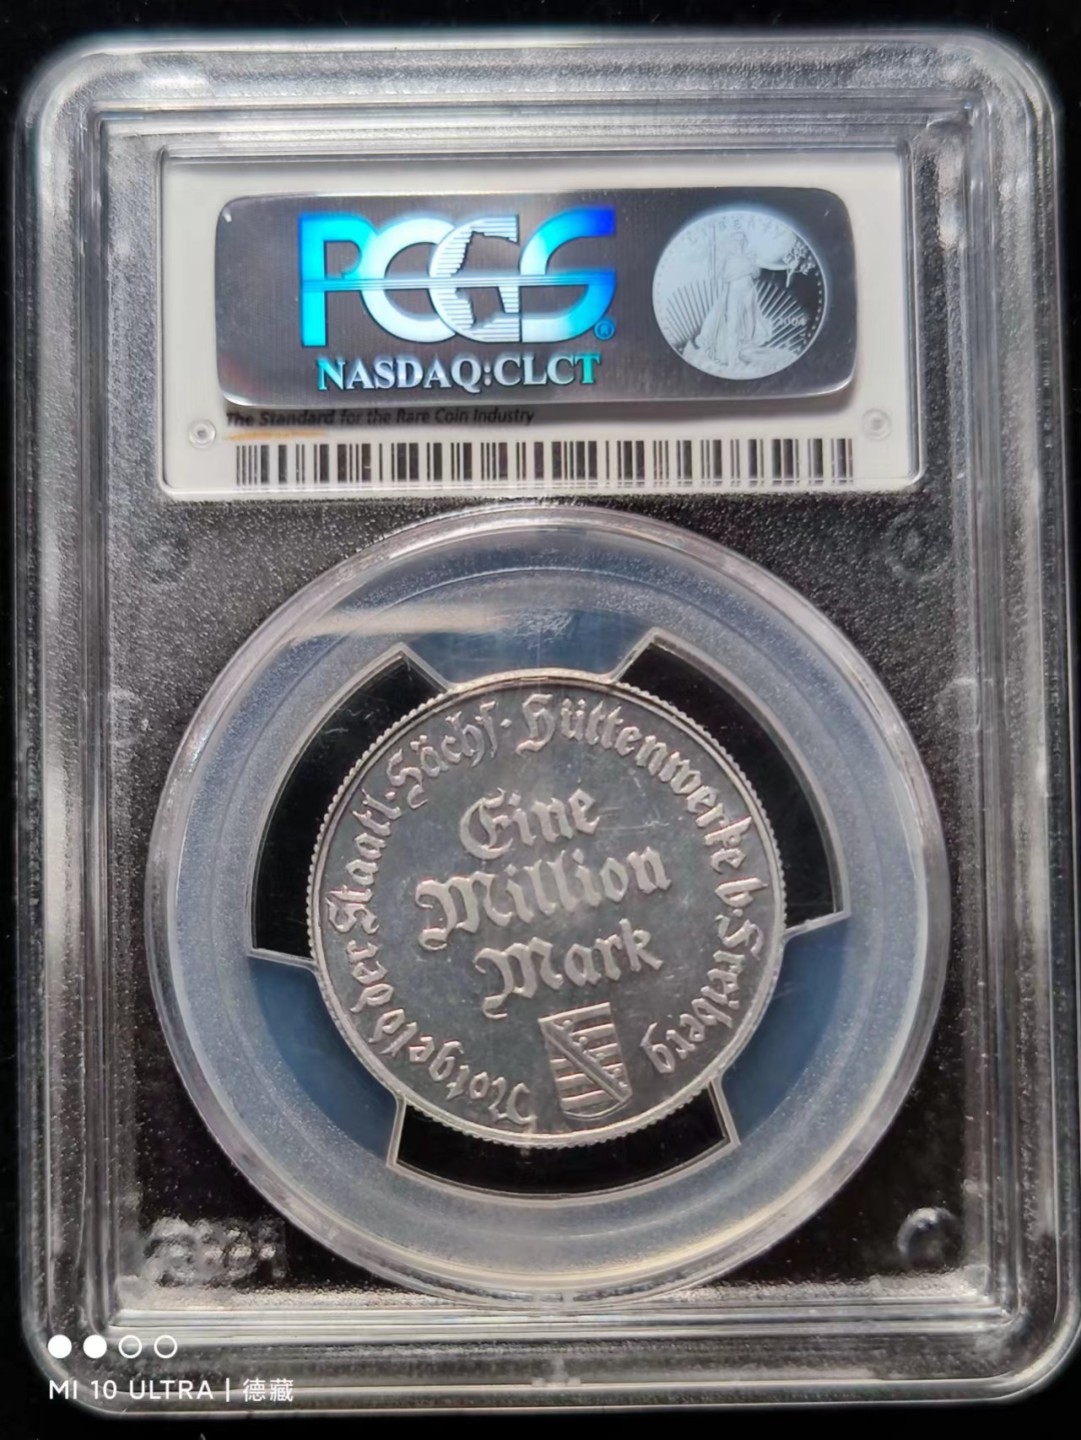 PCGS®
NASDAQ:CLCT
LIBERTY
The Standard for the Rare Coin Industry
Notgeld der Staatl. Sächs. Hüttenwerke b. Freiberg
Eine
Million
Mark
MI 10 ULTRA | 德藏